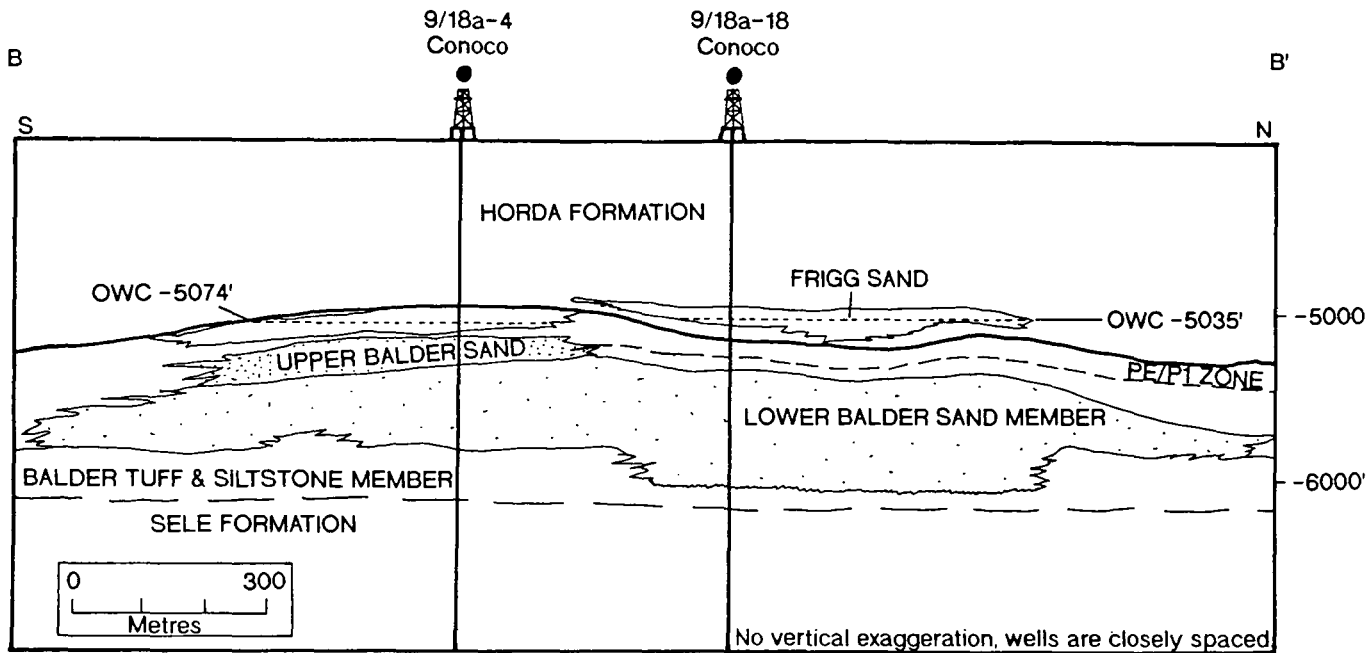 9/18a-4
Conoco
9/18a-18
Conoco
B
B'
S
N
HORDA FORMATION
OWC -5074'
FRIGG SAND
OWC -5035'
-5000
UPPER BALDER SAND
PE/P1 ZONE
LOWER BALDER SAND MEMBER
BALDER TUFF & SILTSTONE MEMBER
-6000'
SELE FORMATION
0 300
Metres
No vertical exaggeration, wells are closely spaced